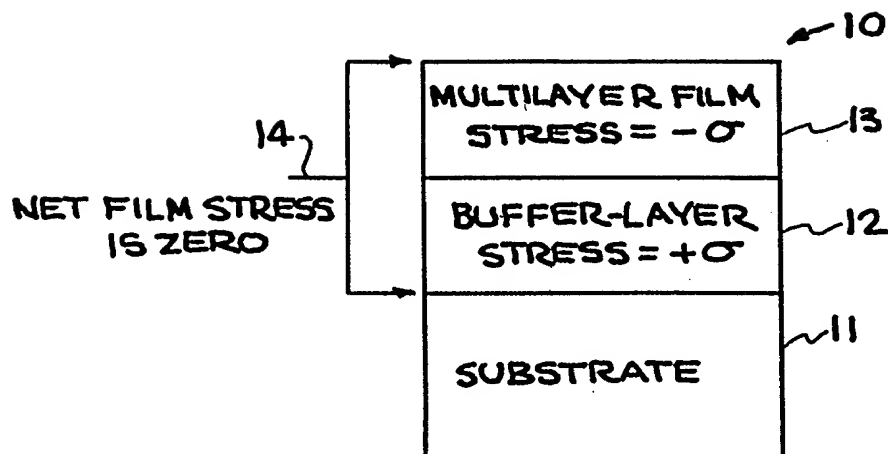 10
MULTILAYER FILM
STRESS = - σ
13
14
NET FILM STRESS
IS ZERO
BUFFER-LAYER
STRESS = + σ
12
11
SUBSTRATE